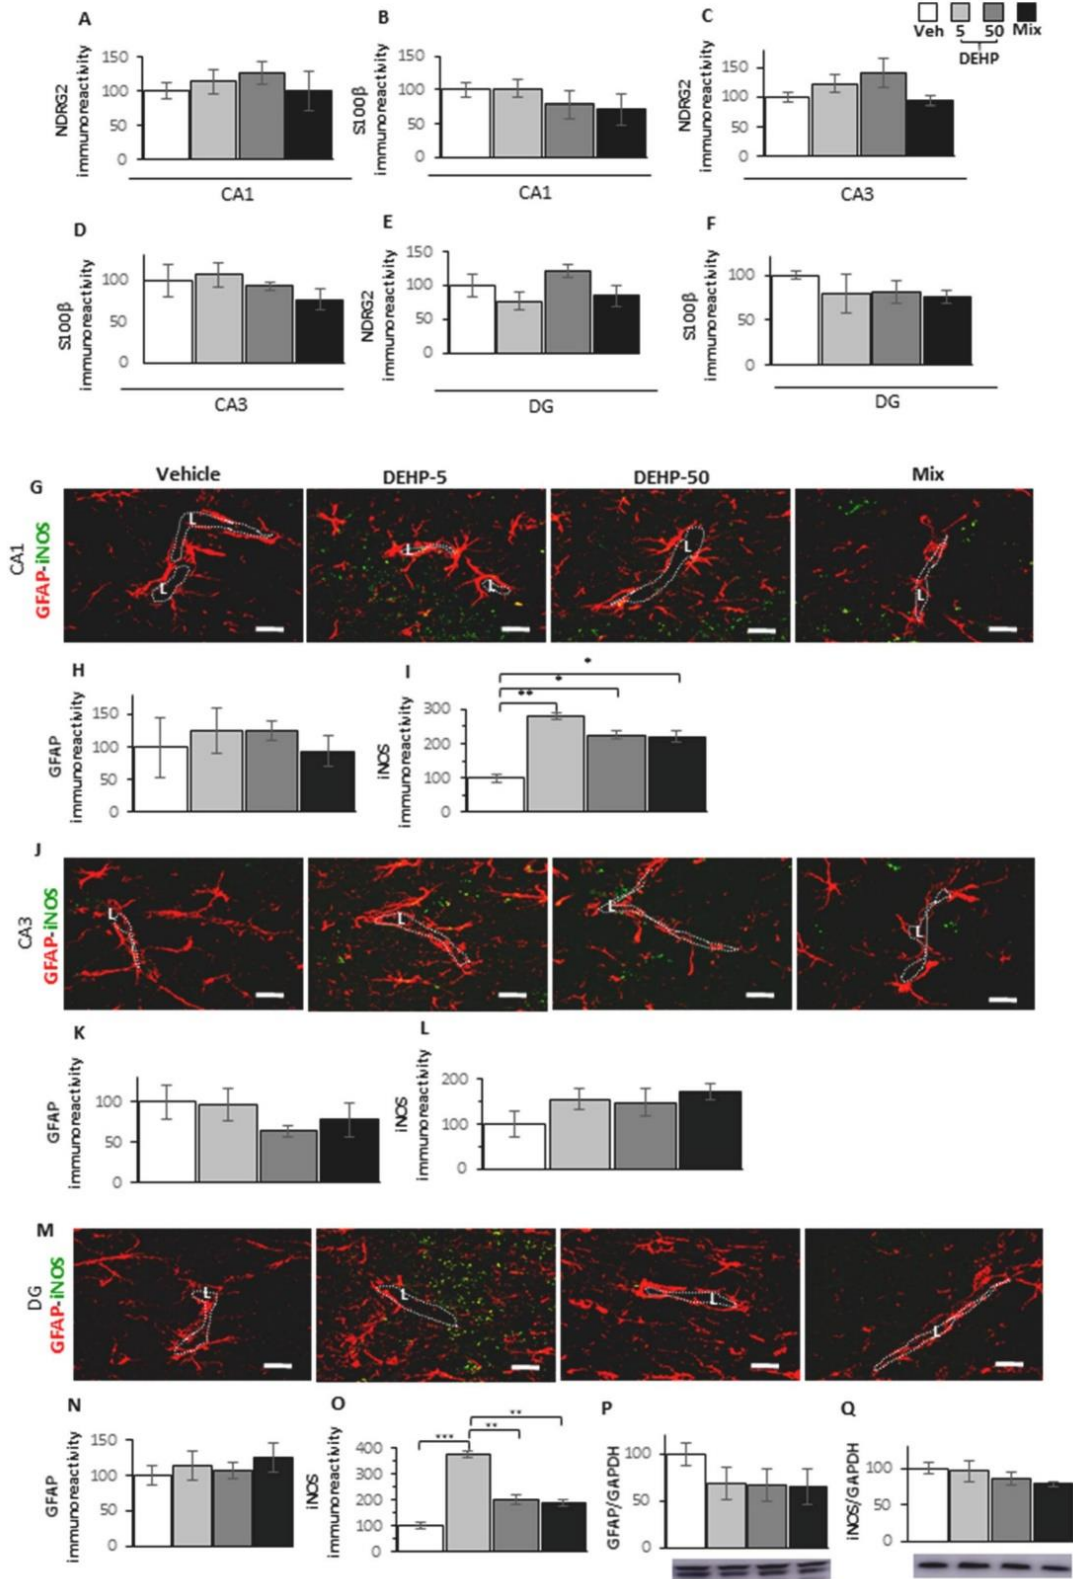 A
B
C
Veh 5 50 Mix
DEHP
NDRG2
immunoreactivity
150
100
50
0
CA1
S100β
immunoreactivity
150
100
50
0
CA1
NDRG2
immunoreactivity
150
100
50
0
CA3
D
E
F
S100β
immunoreactivity
100
50
0
CA3
NDRG2
immunoreactivity
150
100
50
0
DG
S100β
immunoreactivity
100
50
0
DG
G
Vehicle
DEHP-5
DEHP-50
Mix
CA1
GFAP-iNOS
L
L
L
L
L
L
H
GFAP
immunoreactivity
150
100
50
0
I
iNOS
immunoreactivity
300
200
100
0
**
*
*
J
CA3
GFAP-iNOS
L
L
L
L
K
GFAP
immunoreactivity
100
50
0
L
iNOS
immunoreactivity
200
100
0
M
DG
GFAP-iNOS
L
L
L
L
N
GFAP
immunoreactivity
150
100
50
0
O
iNOS
immunoreactivity
400
300
200
100
0
***
**
**
P
GFAP/GAPDH
100
50
0
Q
iNOS/GAPDH
100
50
0